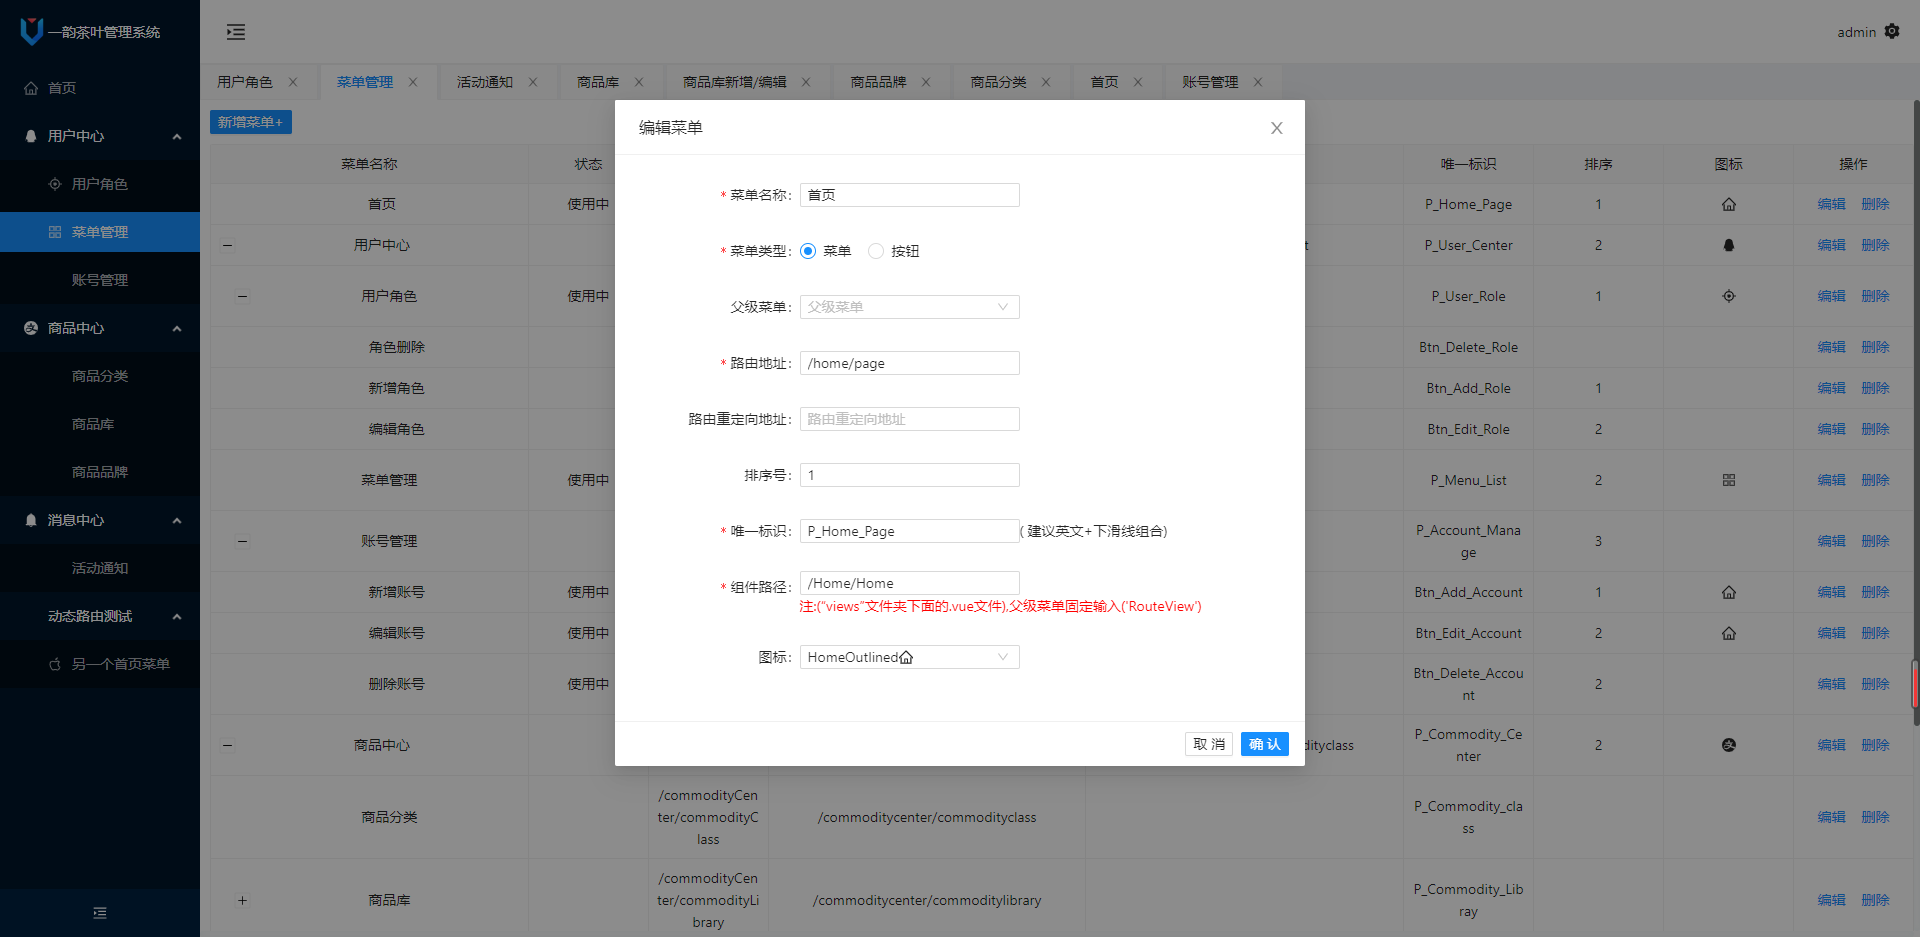 一韵茶叶管理系统
admin
首页
用户中心
用户角色
菜单管理
账号管理
商品中心
商品分类
商品库
商品品牌
消息中心
活动通知
动态路由测试
另一个首页菜单
用户角色 菜单管理 活动通知 商品库 商品库新增/编辑 商品品牌 商品分类 首页 账号管理
新增菜单+
菜单名称 状态 唯一标识 排序 图标 操作
首页 使用中 P_Home_Page 1 编辑 删除
用户中心 P_User_Center 2 编辑 删除
用户角色 使用中 P_User_Role 1 编辑 删除
角色删除 Btn_Delete_Role 编辑 删除
新增角色 Btn_Add_Role 1 编辑 删除
编辑角色 Btn_Edit_Role 2 编辑 删除
菜单管理 使用中 P_Menu_List 2 编辑 删除
账号管理 P_Account_Mana
ge 3 编辑 删除
新增账号 使用中 Btn_Add_Account 1 编辑 删除
编辑账号 使用中 Btn_Edit_Account 2 编辑 删除
删除账号 使用中 Btn_Delete_Accou
nt 2 编辑 删除
商品中心 dityclass P_Commodity_Ce
nter 2 编辑 删除
商品分类 /commodityCen
ter/commodityC
lass /commoditycenter/commodityclass P_Commodity_cla
ss 编辑 删除
商品库 /commodityCen
ter/commodityLi
brary /commoditycenter/commoditylibrary P_Commodity_Lib
ray 编辑 删除
编辑菜单
* 菜单名称: 首页
* 菜单类型: 菜单 按钮
父级菜单: 父级菜单
* 路由地址: /home/page
路由重定向地址: 路由重定向地址
排序号: 1
* 唯一标识: P_Home_Page ( 建议英文+下滑线组合)
* 组件路径: /Home/Home
注:("views"文件夹下面的.vue文件),父级菜单固定输入('RouteView')
图标: HomeOutlined
取 消 确 认